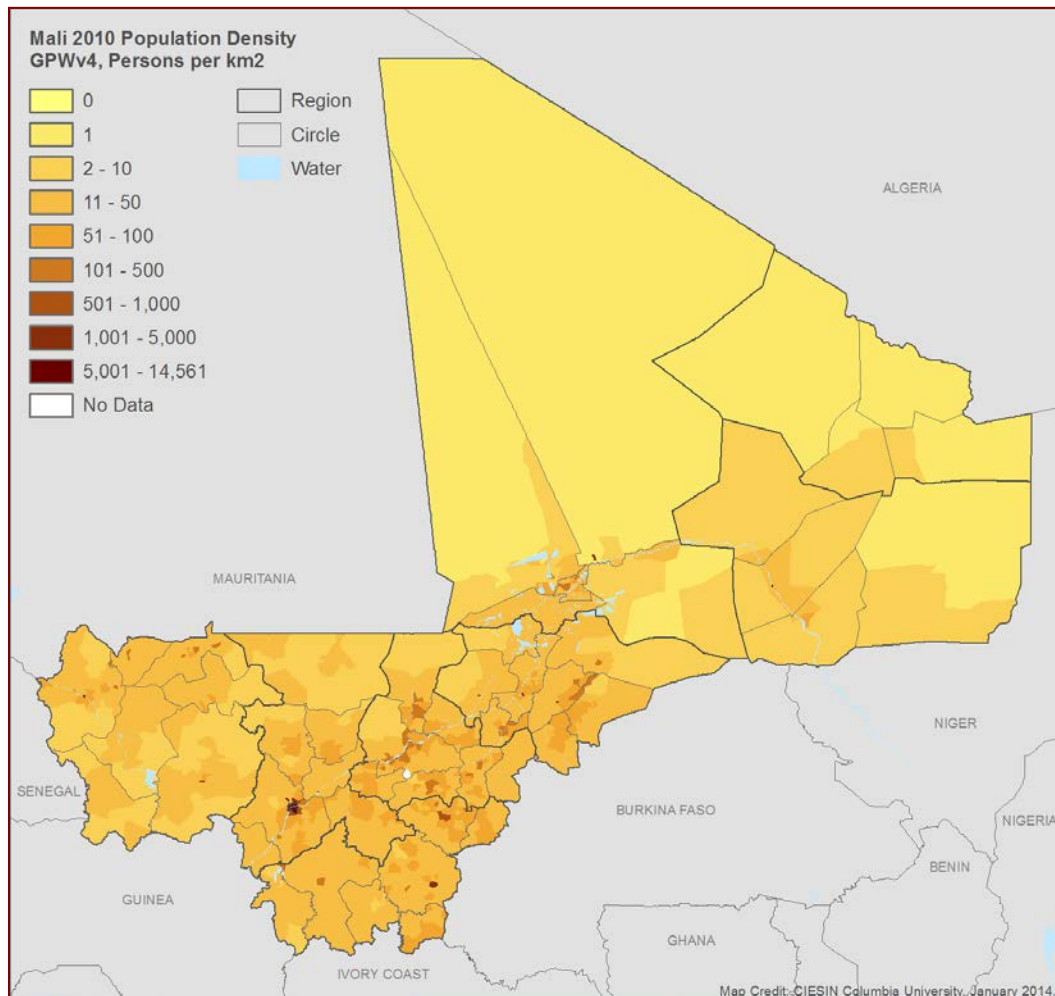 Mali 2010 Population Density
GPWv4, Persons per km2
0
1
2 - 10
11 - 50
51 - 100
101 - 500
501 - 1,000
1,001 - 5,000
5,001 - 14,561
No Data
Region
Circle
Water
ALGERIA
MAURITANIA
NIGER
SENEGAL
BURKINA FASO
NIGERIA
BENIN
GUINEA
GHANA
IVORY COAST
Map Credit: CIESIN Columbia University, January 2014.